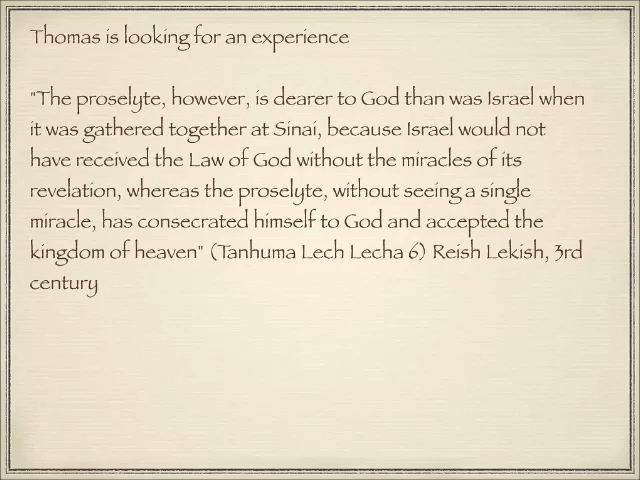 Thomas is looking for an experience
"The proselyte, however, is dearer to God than was Israel when
it was gathered together at Sinai, because Israel would not
have received the Law of God without the miracles of its
revelation, whereas the proselyte, without seeing a single
miracle, has consecrated himself to God and accepted the
kingdom of heaven" (Tanhuma Lech Lecha 6) Reish Lekish, 3rd
century